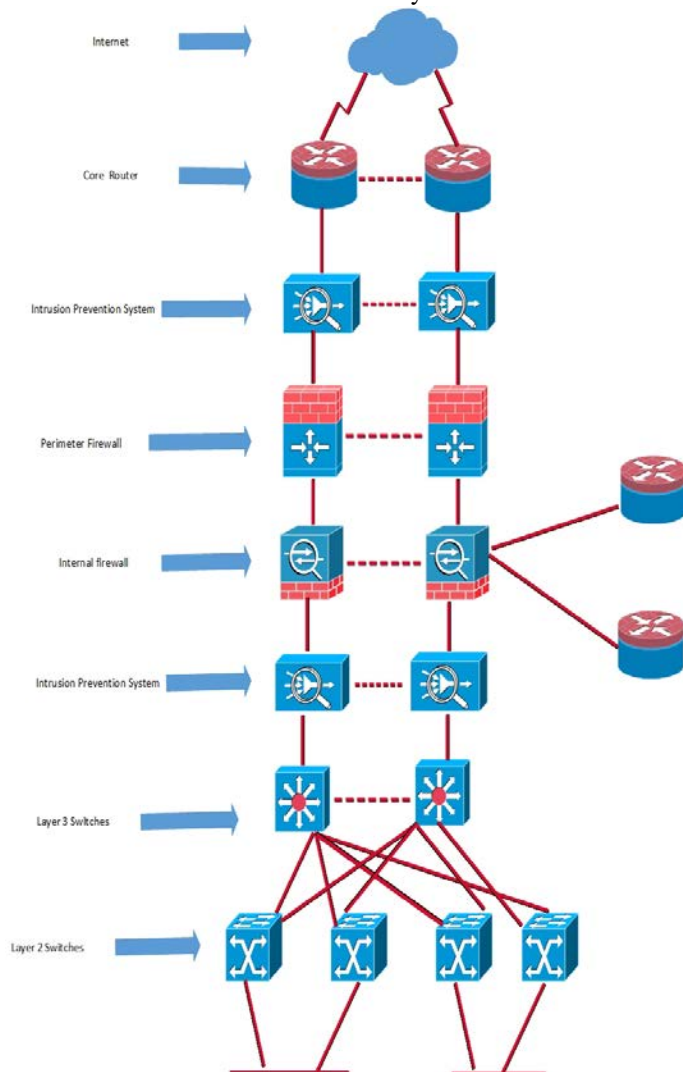 Internet
Core Router
Intrusion Prevention System
Perimeter Firewall
Internal firewall
Intrusion Prevention System
Layer 3 Switches
Layer 2 Switches